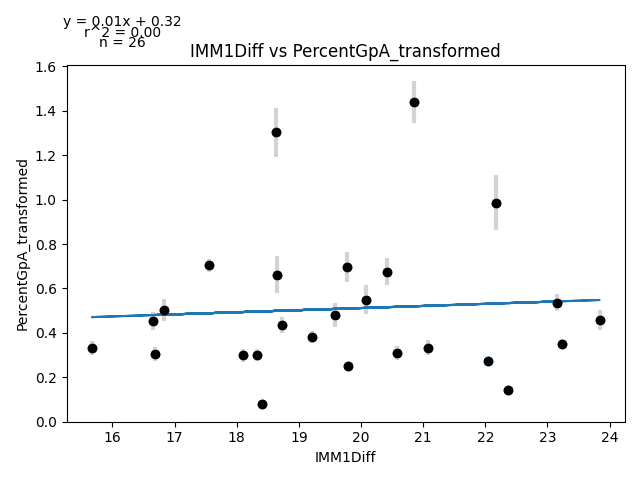 y = 0.01x + 0.32
r^2 = 0.00
n = 26
IMM1Diff vs PercentGpA_transformed
1.6
1.4
1.2
1.0
0.8
0.6
0.4
0.2
0.0
PercentGpA_transformed
16 17 18 19 20 21 22 23 24
IMM1Diff